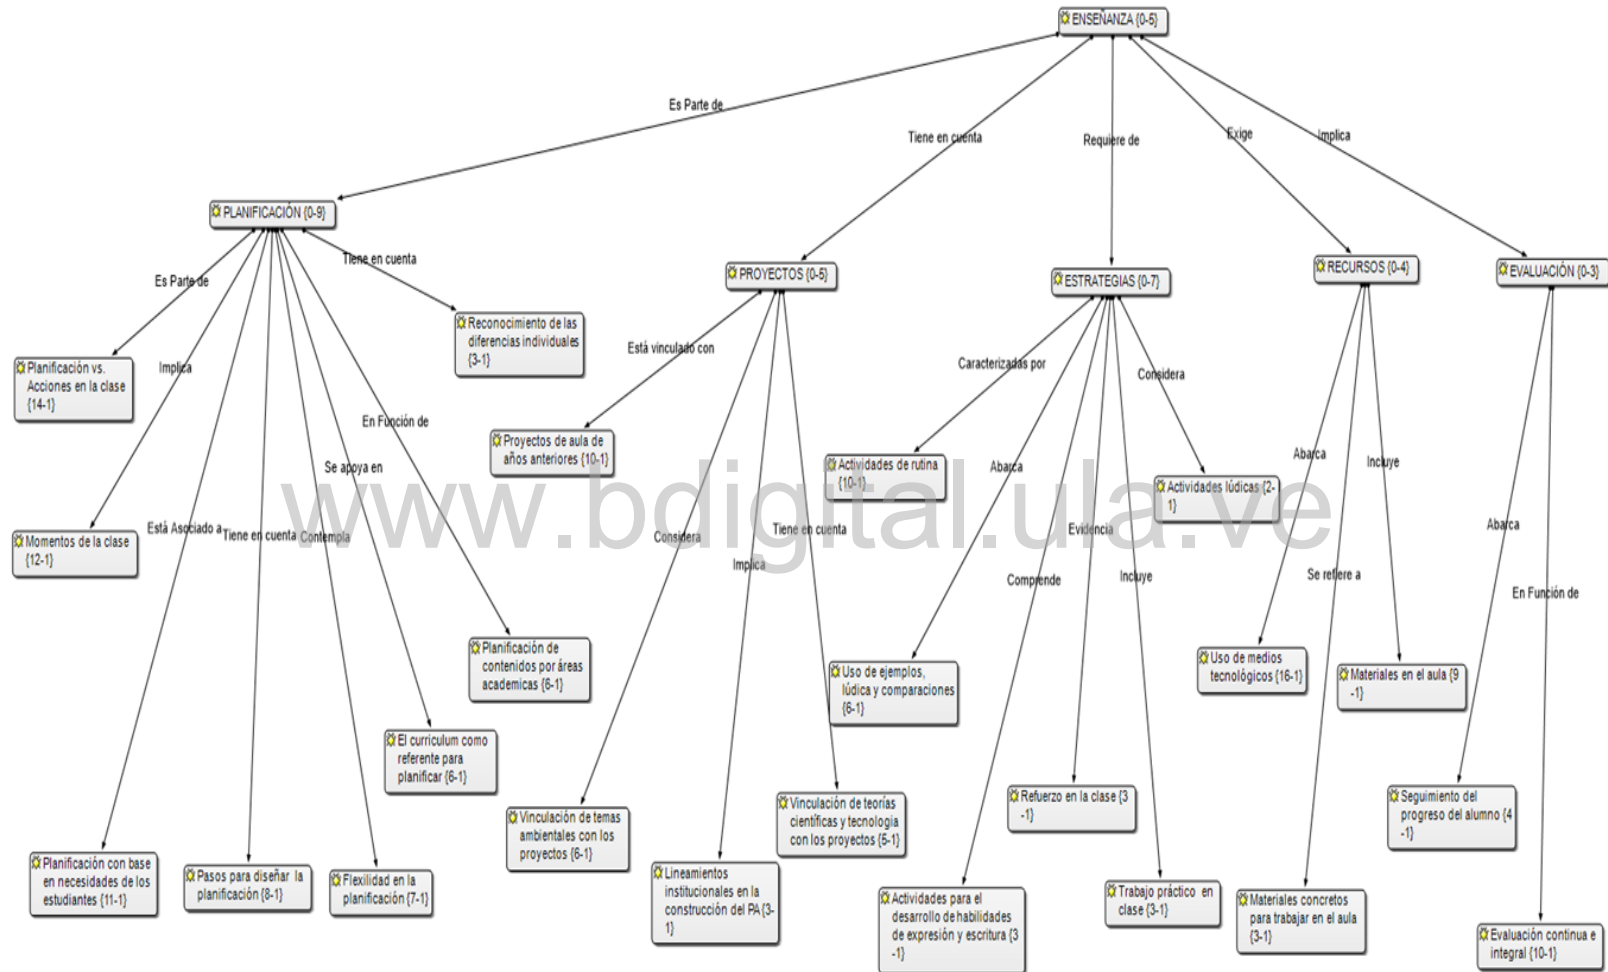 ENSEÑANZA {0-5}
Es Parte de
Tiene en cuenta
Requiere de
Exige
Implica
PLANIFICACIÓN {0-9}
PROYECTOS {0-5}
ESTRATEGIAS {0-7}
RECURSOS {0-4}
EVALUACIÓN {0-3}
Es Parte de
Tiene en cuenta
Implica
En Función de
Se apoya en
Está Asociado a
Tiene en cuenta
Contempla
Planificación vs.
Acciones en la clase
{14-1}
Reconocimiento de las
diferencias individuales
{3-1}
Momentos de la clase
{12-1}
Planificación de
contenidos por áreas
academicas {6-1}
El curriculum como
referente para
planificar {6-1}
Planificación con base
en necesidades de los
estudiantes {11-1}
Pasos para diseñar la
planificación {8-1}
Flexilidad en la
planificación {7-1}
Está vinculado con
Considera
Implica
Tiene en cuenta
Proyectos de aula de
años anteriores {10-1}
Vinculación de temas
ambientales con los
proyectos {6-1}
Lineamientos
institucionales en la
construcción del PA {3-
1}
Vinculación de teorías
científicas y tecnologia
con los proyectos {5-1}
Caracterizadas por
Considera
Abarca
Evidencia
Comprende
Incluye
Actividades de rutina
{10-1}
Actividades lúdicas {2-
1}
Uso de ejemplos,
lúdica y comparaciones
{6-1}
Refuerzo en la clase {3
-1}
Actividades para el
desarrollo de habilidades
de expresión y escritura {3
-1}
Trabajo práctico en
clase {3-1}
Abarca
Incluye
Se refiere a
Uso de medios
tecnológicos {16-1}
Materiales en el aula {9
-1}
Materiales concretos
para trabajar en el aula
{3-1}
Abarca
En Función de
Seguimiento del
progreso del alumno {4
-1}
Evaluación continua e
integral {10-1}
www.bdigital.ula.ve